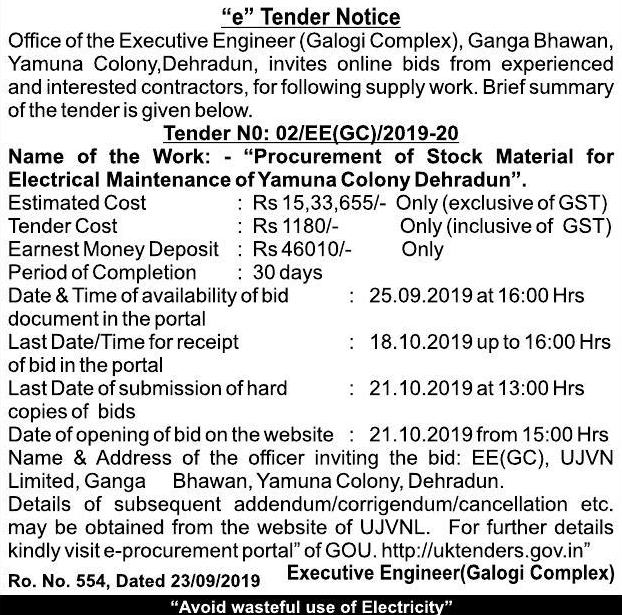 “e” Tender Notice
Office of the Executive Engineer (Galogi Complex), Ganga Bhawan,
Yamuna Colony,Dehradun, invites online bids from experienced
and interested contractors, for following supply work. Brief summary
of the tender is given below.
Tender N0: 02/EE(GC)/2019-20
Name of the Work: - “Procurement of Stock Material for
Electrical Maintenance of Yamuna Colony Dehradun”.
Estimated Cost : Rs 15,33,655/- Only (exclusive of GST)
Tender Cost : Rs 1180/- Only (inclusive of GST)
Earnest Money Deposit : Rs 46010/- Only
Period of Completion : 30 days
Date & Time of availability of bid : 25.09.2019 at 16:00 Hrs
document in the portal
Last Date/Time for receipt : 18.10.2019 up to 16:00 Hrs
of bid in the portal
Last Date of submission of hard : 21.10.2019 at 13:00 Hrs
copies of bids
Date of opening of bid on the website : 21.10.2019 from 15:00 Hrs
Name & Address of the officer inviting the bid: EE(GC), UJVN
Limited, Ganga Bhawan, Yamuna Colony, Dehradun.
Details of subsequent addendum/corrigendum/cancellation etc.
may be obtained from the website of UJVNL. For further details
kindly visit e-procurement portal” of GOU. http://uktenders.gov.in”
Ro. No. 554, Dated 23/09/2019 Executive Engineer(Galogi Complex)
“Avoid wasteful use of Electricity”